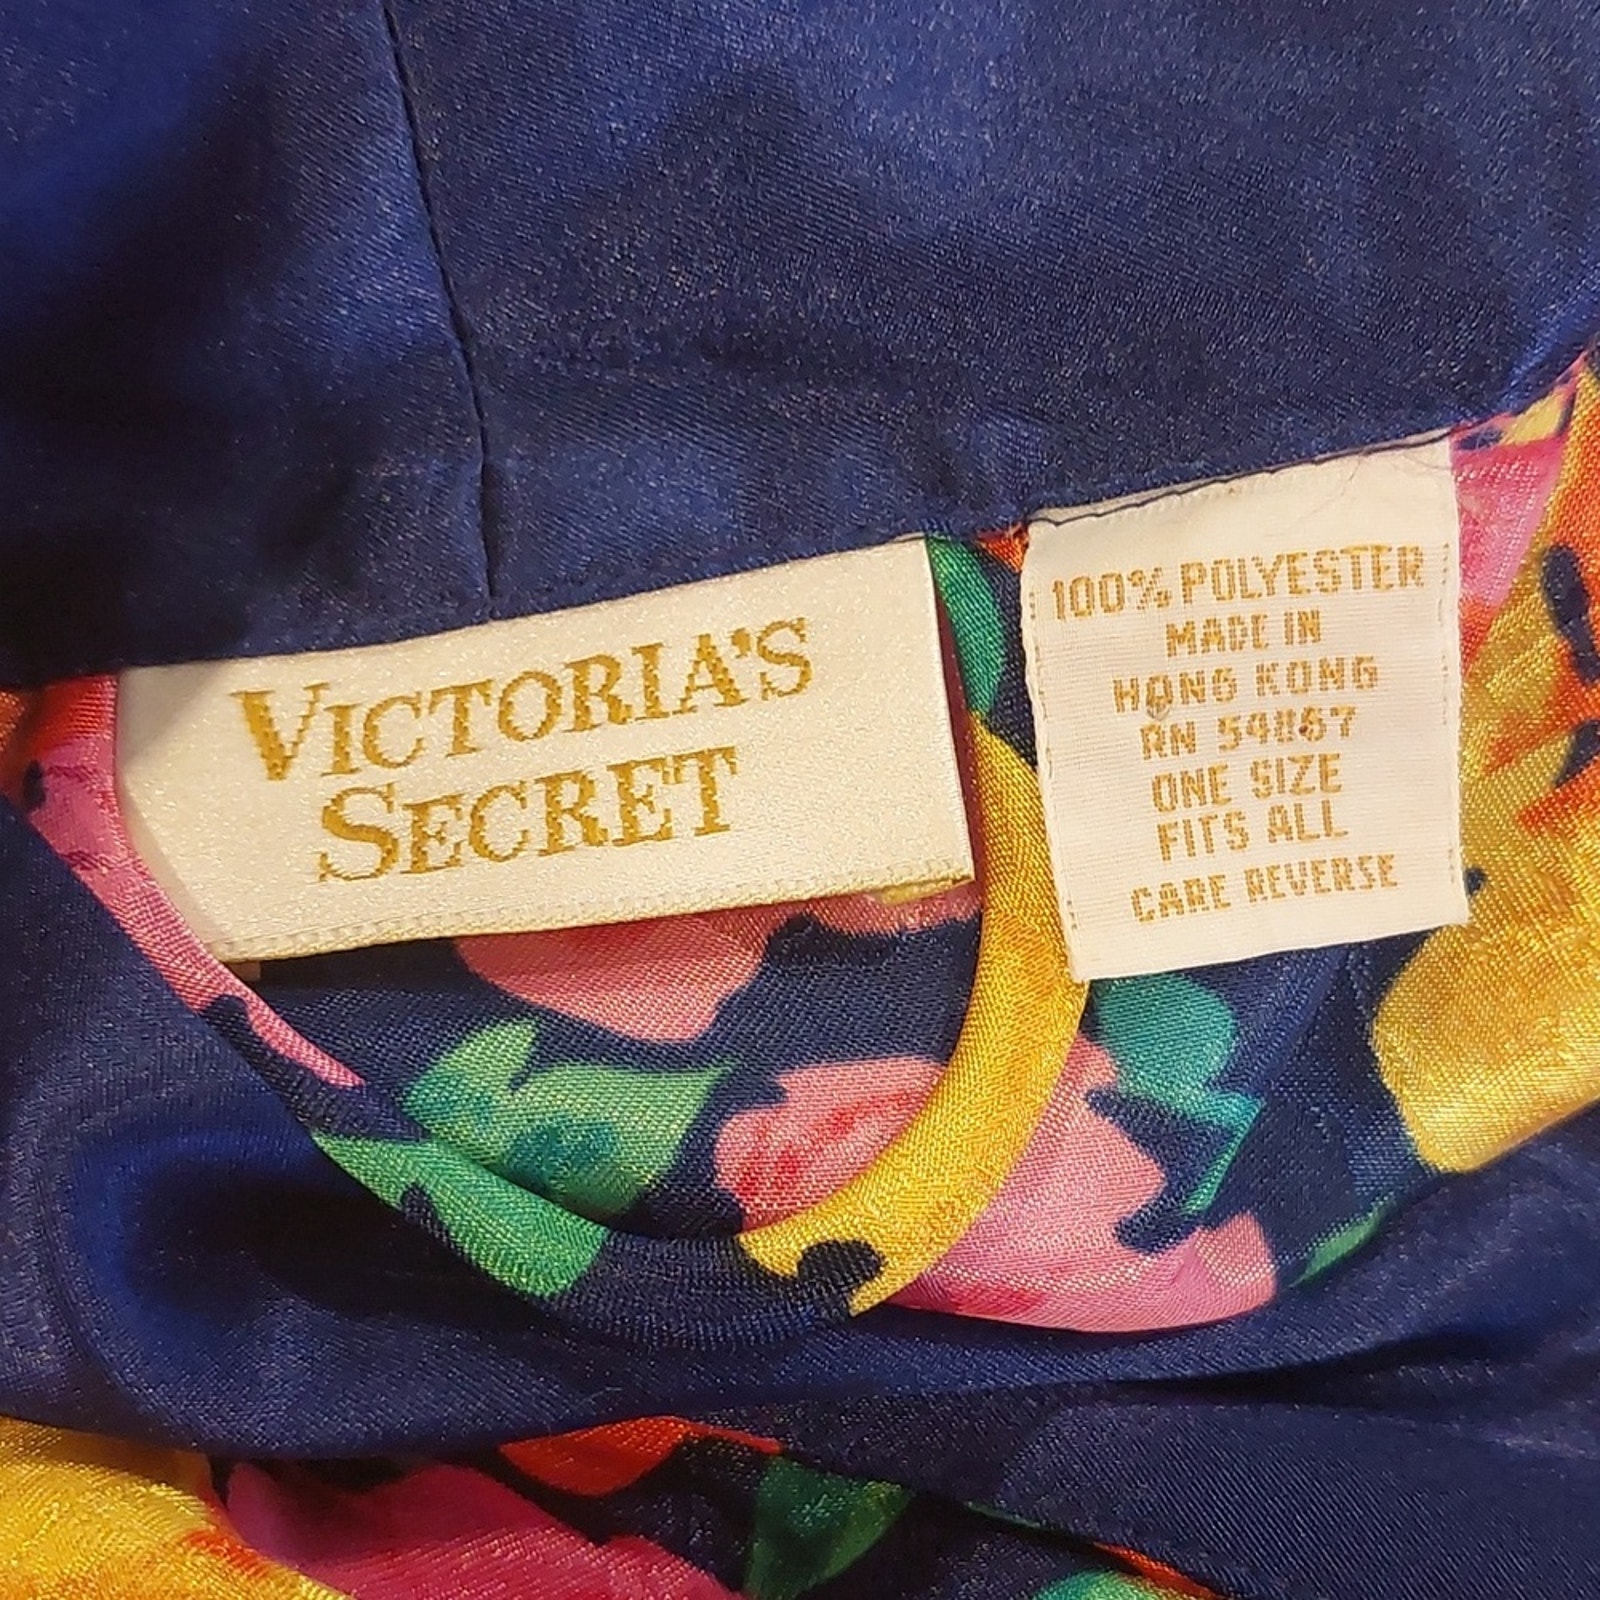 VICTORIA'S
SECRET
100% POLYESTER
MADE IN
HONG KONG
RN 54867
ONE SIZE
FITS ALL
CARE REVERSE